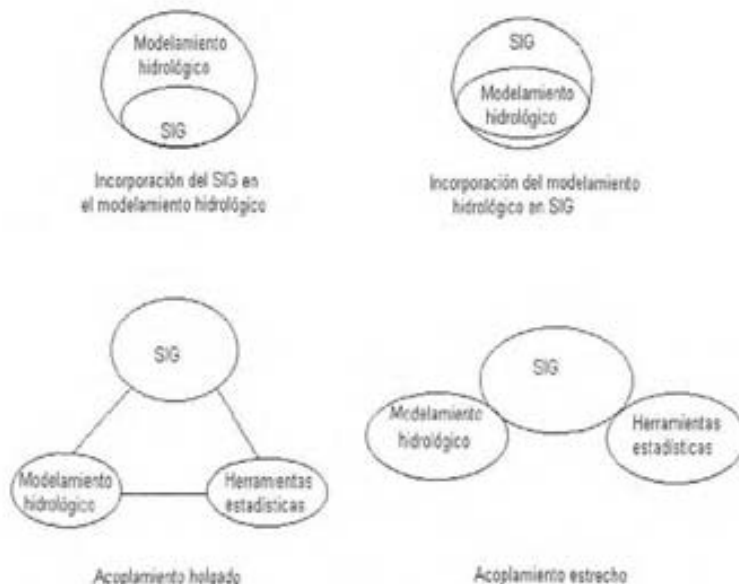 Modelamiento
hidrológico
SIG
Incorporación del SIG en
el modelamiento hidrológico
SIG
Modelamiento
hidrológico
Incorporación del modelamiento
hidrológico en SIG
SIG
Modelamiento
hidrológico
Herramientas
estadísticas
Acoplamiento holgado
SIG
Modelamiento
hidrológico
Herramientas
estadísticas
Acoplamiento estrecho